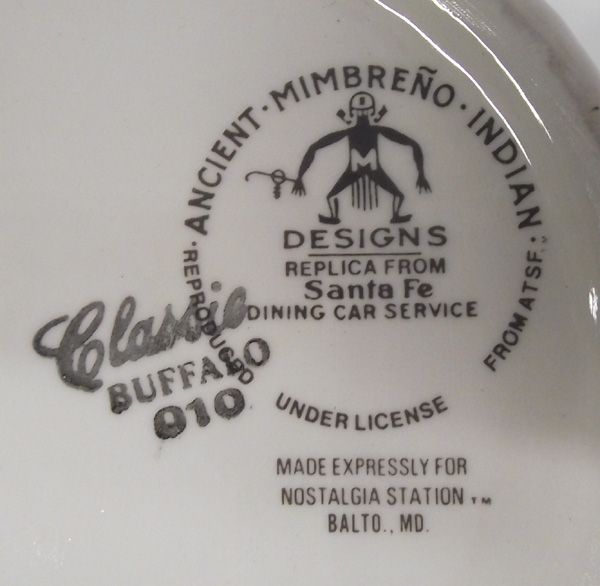 · ANCIENT · MIMBREÑO · INDIAN ·
DESIGNS
REPLICA FROM
Santa Fe
DINING CAR SERVICE
· REPRODUCED UNDER LICENSE FROM ATSF.
Classic
BUFFALO
910
MADE EXPRESSLY FOR
NOSTALGIA STATION ™
BALTO., MD.